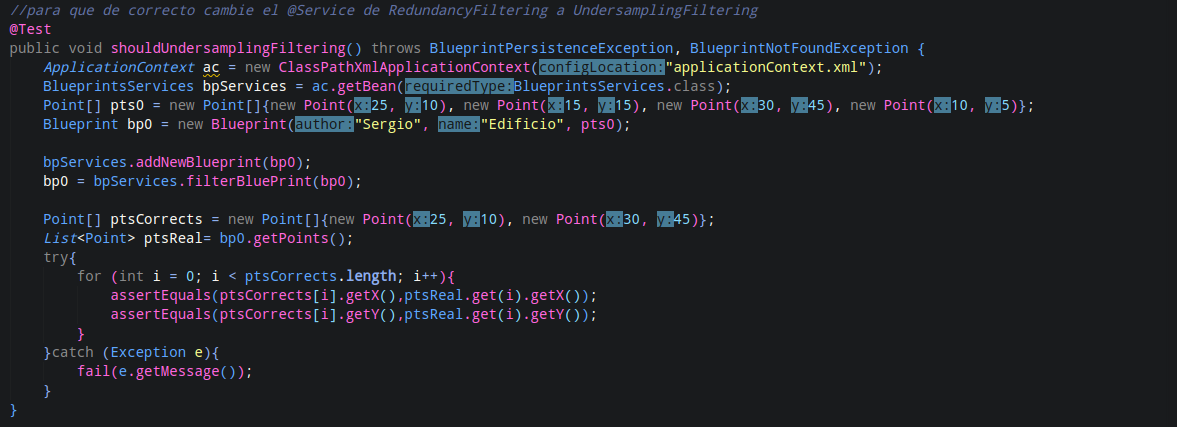 //para que de correcto cambie el @Service de RedundancyFiltering a UndersamplingFiltering
@Test
public void shouldUndersamplingFiltering() throws BlueprintPersistenceException, BlueprintNotFoundException {
ApplicationContext ac = new ClassPathXmlApplicationContext(configLocation:"applicationContext.xml");
BlueprintsServices bpServices = ac.getBean(requiredType:BlueprintsServices.class);
Point[] pts0 = new Point[]{new Point(x:25, y:10), new Point(x:15, y:15), new Point(x:30, y:45), new Point(x:10, y:5)};
Blueprint bp0 = new Blueprint(author:"Sergio", name:"Edificio", pts0);
bpServices.addNewBlueprint(bp0);
bp0 = bpServices.filterBluePrint(bp0);
Point[] ptsCorrects = new Point[]{new Point(x:25, y:10), new Point(x:30, y:45)};
List<Point> ptsReal= bp0.getPoints();
try{
for (int i = 0; i < ptsCorrects.length; i++){
assertEquals(ptsCorrects[i].getX(),ptsReal.get(i).getX());
assertEquals(ptsCorrects[i].getY(),ptsReal.get(i).getY());
}
}catch (Exception e){
fail(e.getMessage());
}
}